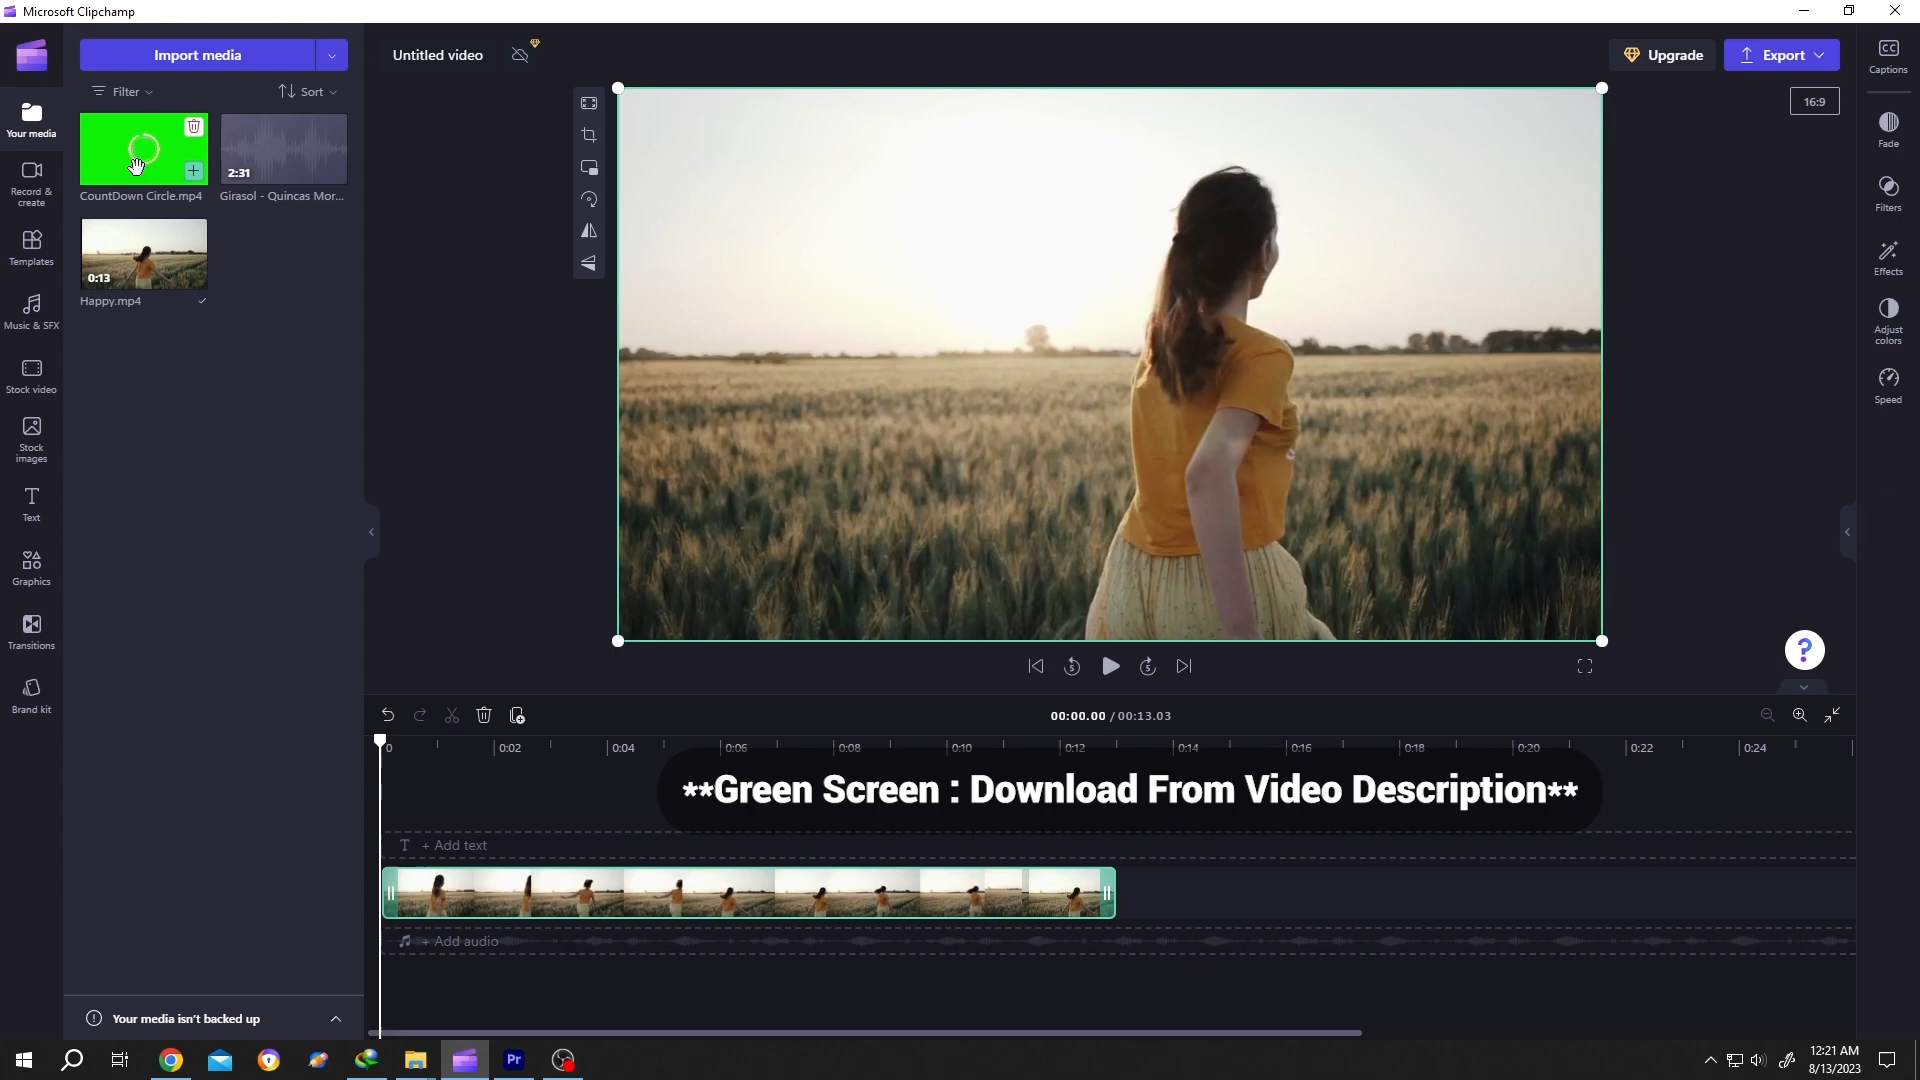 Microsoft Clipchamp
Import media
Untitled video
Upgrade
Export
Captions
Filter
Sort
16:9
Your media
2:31
CountDown Circle.mp4
Girasol - Quincas Mor...
Fade
Record &
create
Filters
Templates
0:13
Happy.mp4
Effects
Music & SFX
Adjust
colors
Stock video
Speed
Stock
images
Text
Graphics
Transitions
?
Brand kit
5
5
00:00.00 / 00:13.03
0
0:02
0:04
0:06
0:08
0:10
0:12
0:14
0:16
0:18
0:20
0:22
0:24
**Green Screen : Download From Video Description**
T + Add text
+ Add audio
Your media isn't backed up
Pr
12:21 AM
8/13/2023